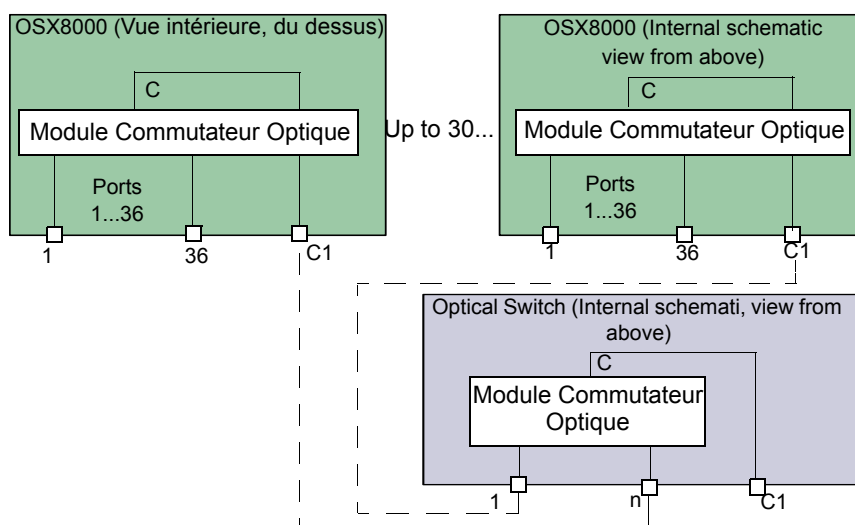 OSX8000 (Vue intérieure, du dessus)
C
Module Commutateur Optique
Ports
1...36
1
36
C1
Up to 30...
OSX8000 (Internal schematic
view from above)
C
Module Commutateur Optique
Ports
1...36
1
36
C1
Optical Switch (Internal schemati, view from
above)
C
Module Commutateur
Optique
1
n
C1